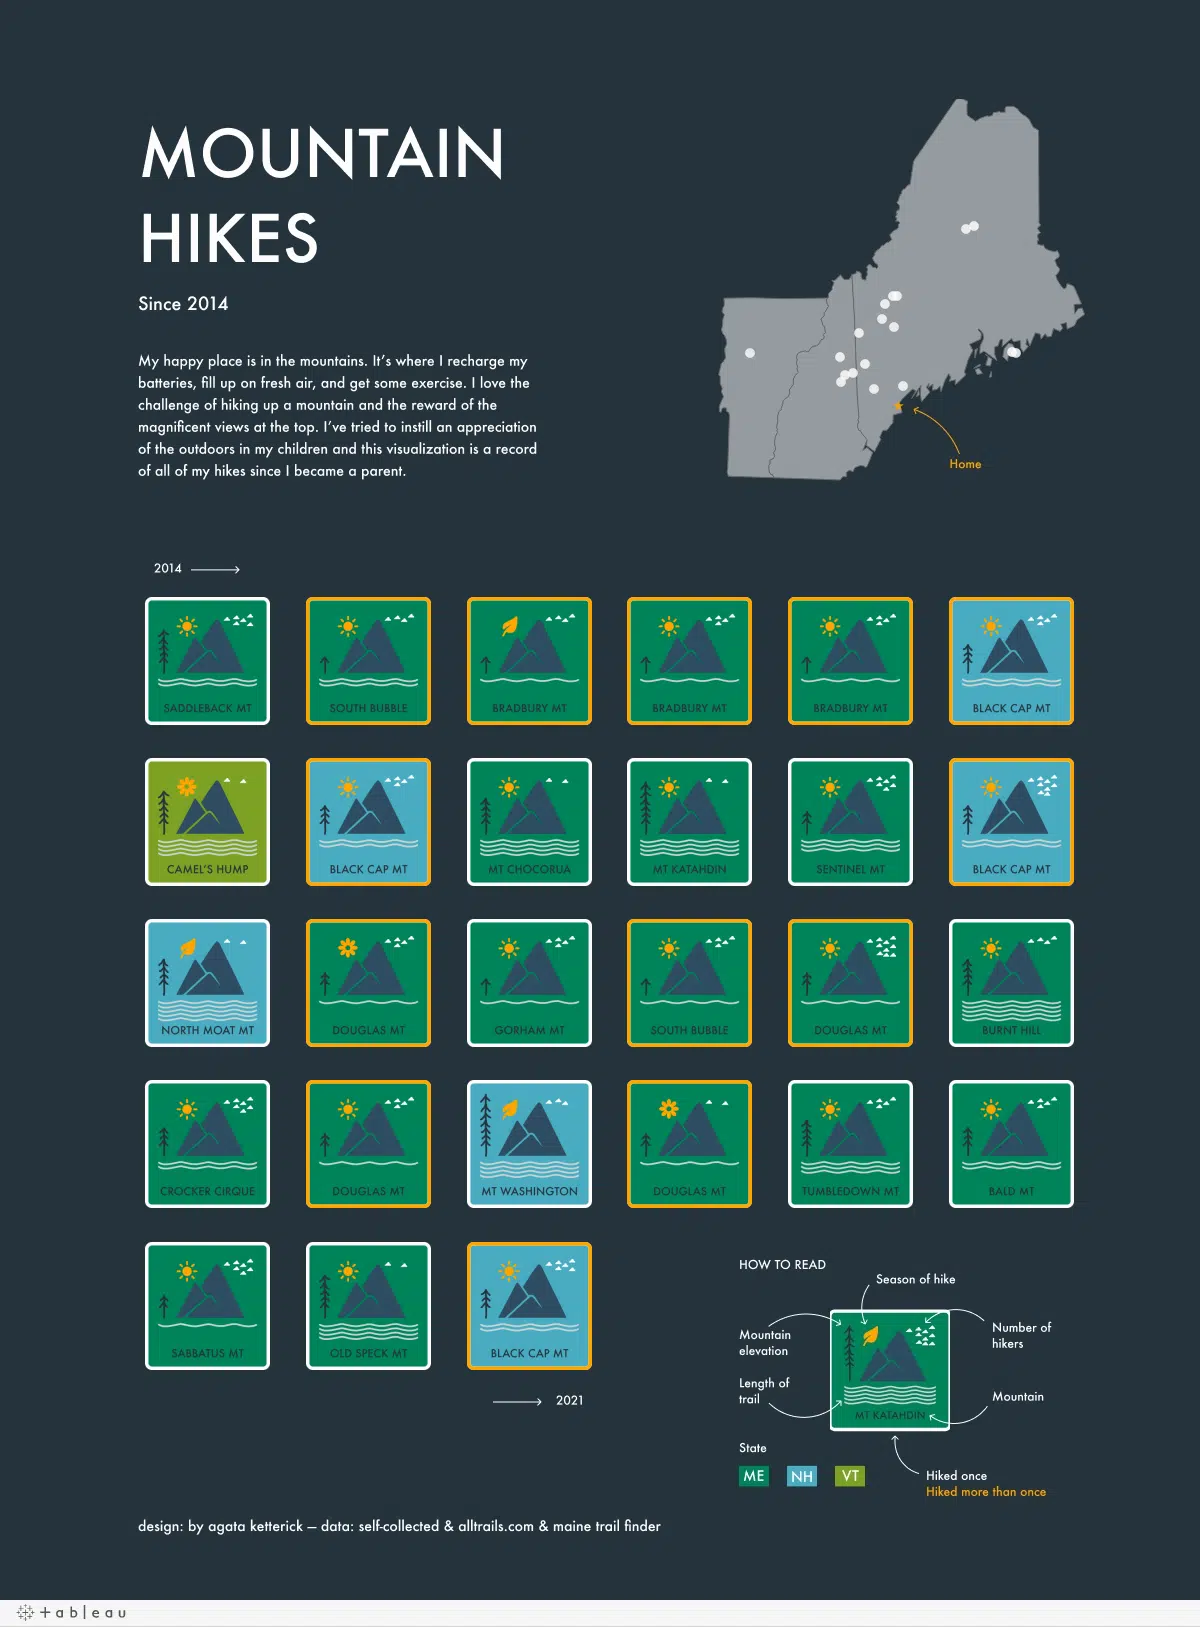 MOUNTAIN
HIKES
Since 2014
My happy place is in the mountains. It's where I recharge my
batteries, fill up on fresh air, and get some exercise. I love the
challenge of hiking up a mountain and the reward of the
magnificent views at the top. I've tried to instill an appreciation
of the outdoors in my children and this visualization is a record
of all of my hikes since I became a parent.
Home
2014
SADDLEBACK MT
SOUTH BUBBLE
BRADBURY MT
BRADBURY MT
BRADBURY MT
BLACK CAP MT
CAMEL'S HUMP
BLACK CAP MT
MT CHOCORUA
MT KATAHDIN
SENTINEL MT
BLACK CAP MT
NORTH MOAT MT
DOUGLAS MT
GORHAM MT
SOUTH BUBBLE
DOUGLAS MT
BURNT HILL
CROCKER CIRQUE
DOUGLAS MT
MT WASHINGTON
DOUGLAS MT
TUMBLEDOWN MT
BALD MT
SABBATUS MT
OLD SPECK MT
BLACK CAP MT
2021
HOW TO READ
Season of hike
Mountain
elevation
Number of
hikers
Length of
trail
Mountain
MT KATAHDIN
State
ME
NH
VT
Hiked once
Hiked more than once
design: by agata ketterick – data: self-collected & alltrails.com & maine trail finder
+ableau